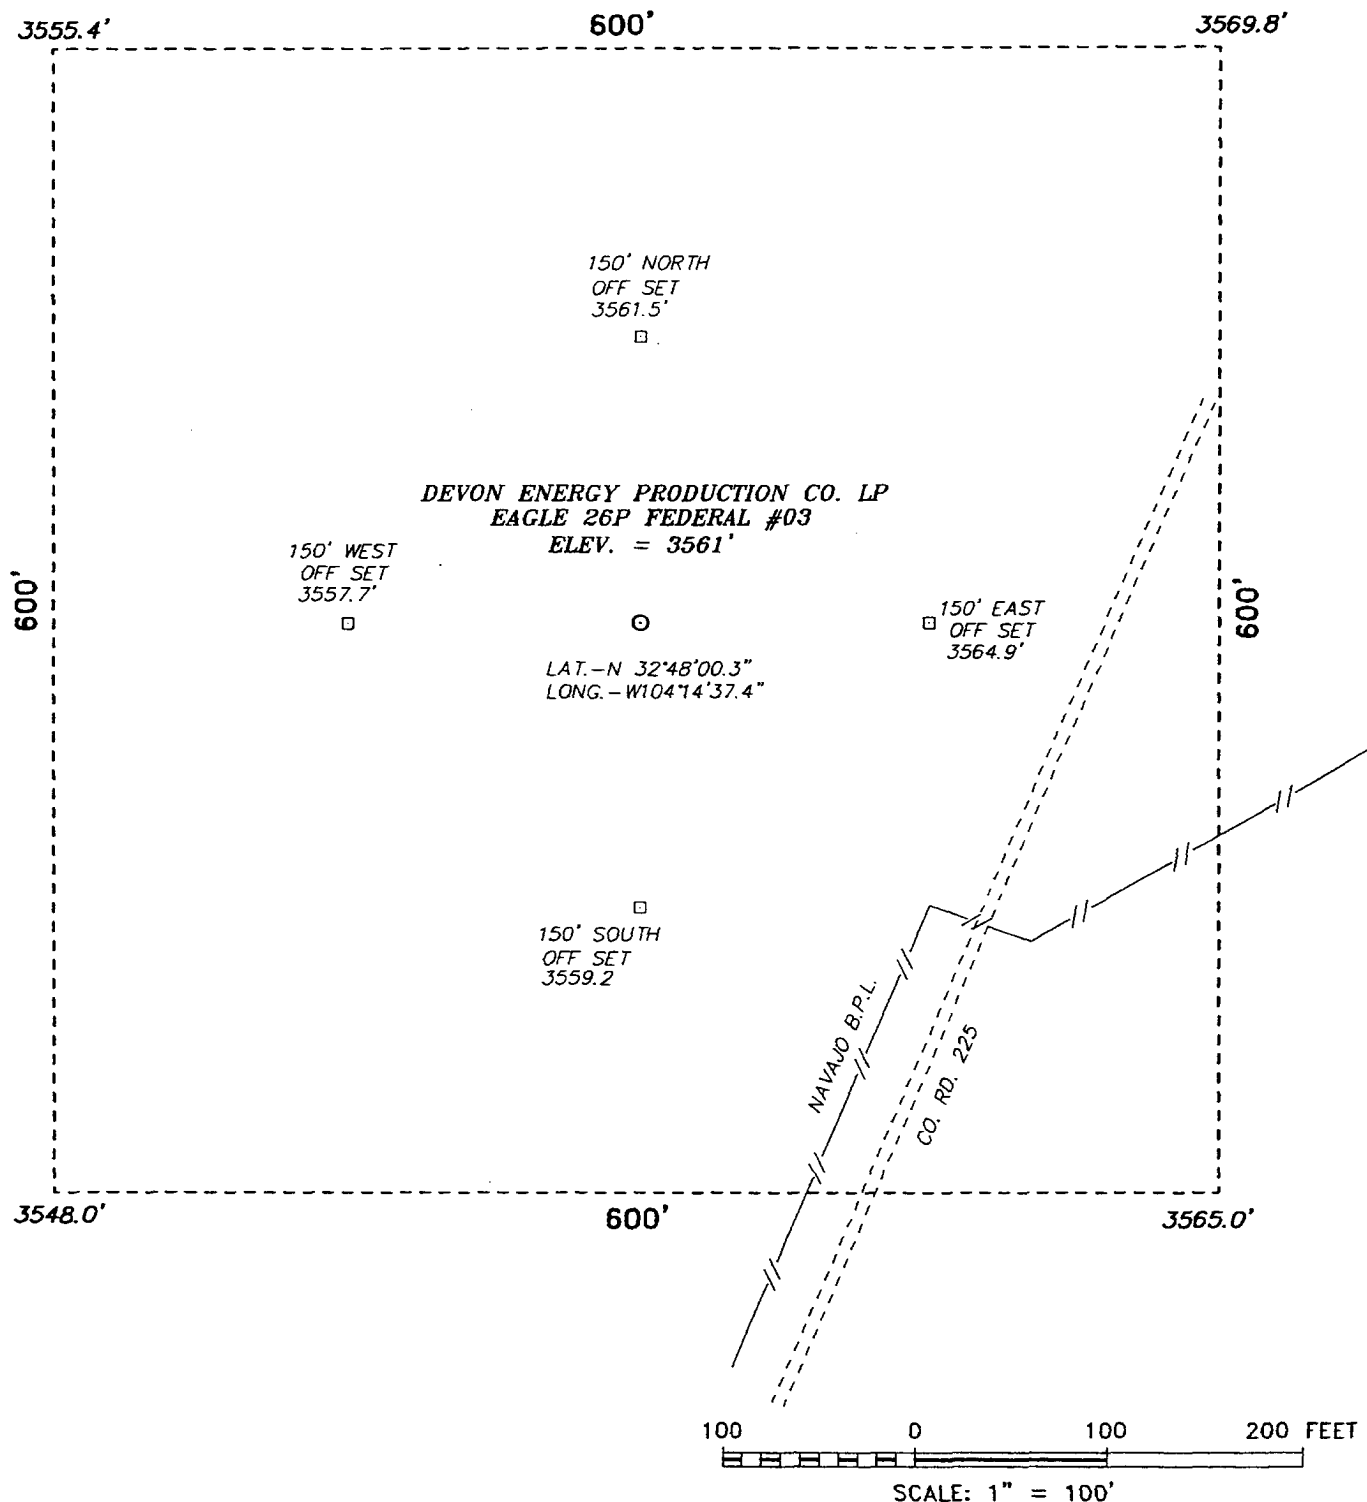 3555.4'
600'
3569.8'
150' NORTH
OFF SET
3561.5'
DEVON ENERGY PRODUCTION CO. LP
EAGLE 26P FEDERAL #03
ELEV. = 3561'
150' WEST
OFF SET
3557.7'
600'
150' EAST
OFF SET
3564.9'
600'
LAT.-N 32°48'00.3"
LONG.-W104°14'37.4"
150' SOUTH
OFF SET
3559.2
NAVAJO B.P.L.
CO. RD. 225
3548.0'
600'
3565.0'
100 0 100 200 FEET
SCALE: 1" = 100'